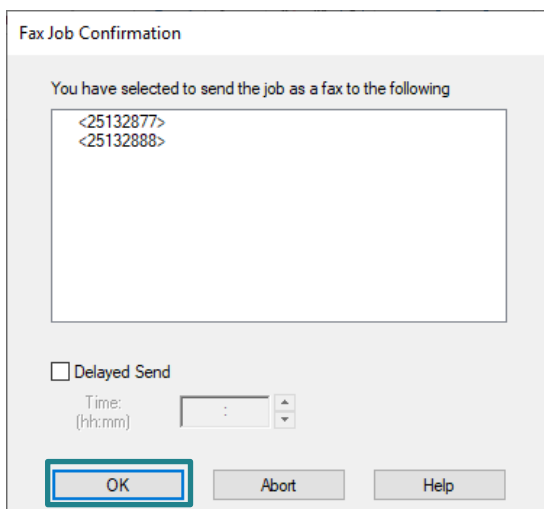 Fax Job Confirmation
You have selected to send the job as a fax to the following
<25132877>
<25132888>
Delayed Send
Time:
(hh:mm)
:
OK
Abort
Help